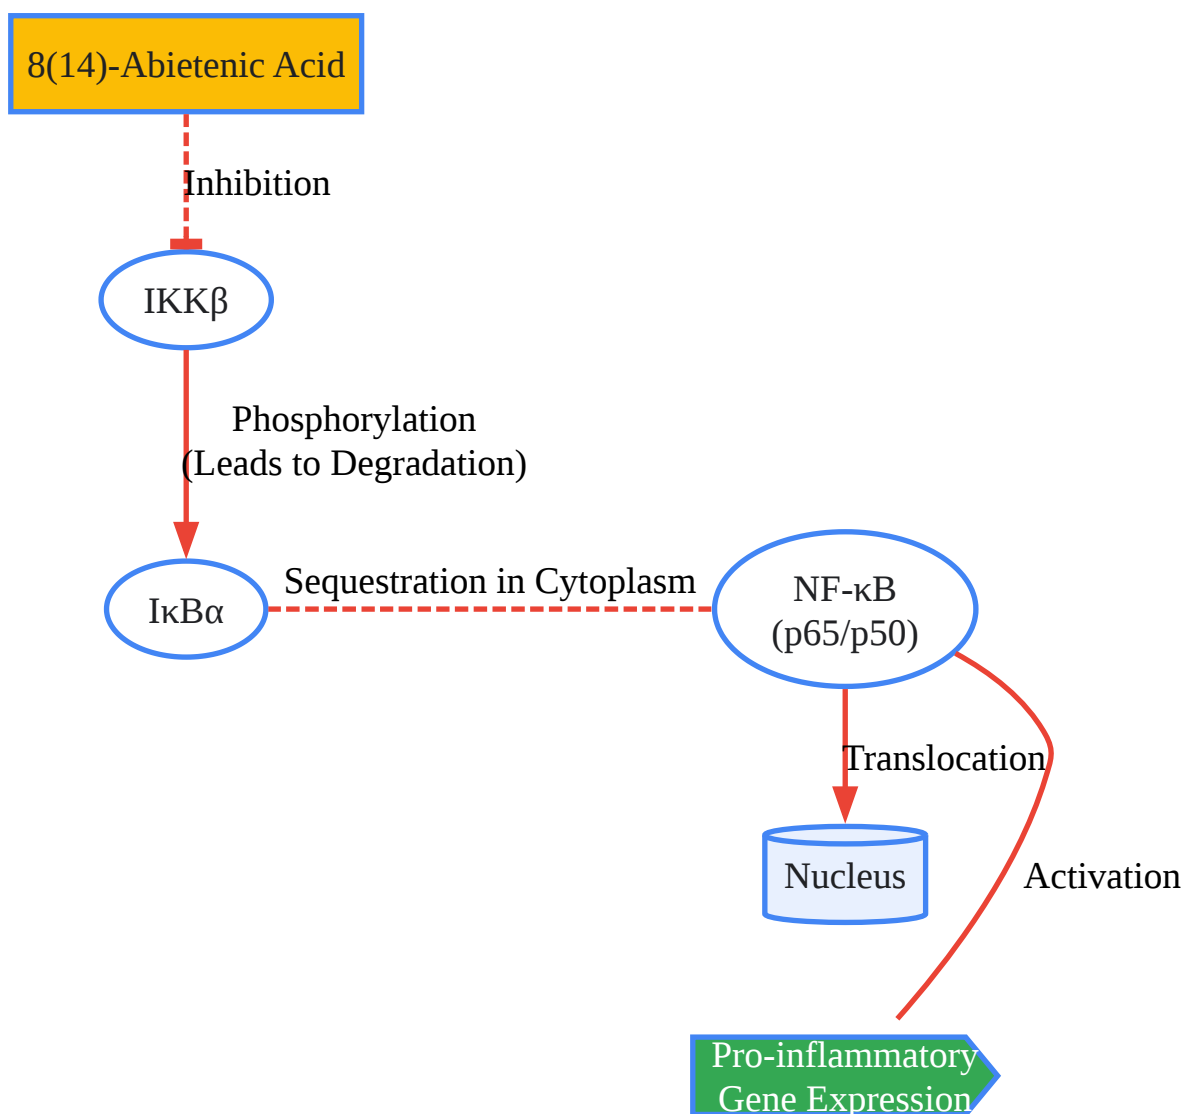 8(14)-Abietenic Acid
Inhibition
IKKβ
Phosphorylation
(Leads to Degradation)
IκBα
Sequestration in Cytoplasm
NF-κB
(p65/p50)
Translocation
Nucleus
Activation
Pro-inflammatory
Gene Expression